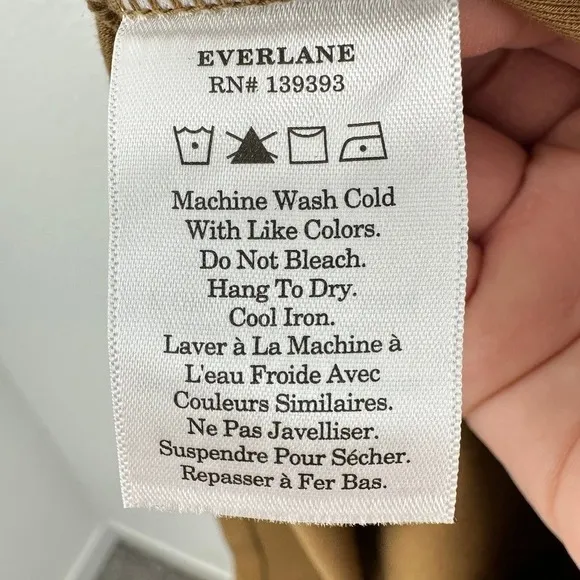 EVERLANE
RN# 139393
Machine Wash Cold
With Like Colors.
Do Not Bleach.
Hang To Dry.
Cool Iron.
Laver à La Machine à
L'eau Froide Avec
Couleurs Similaires.
Ne Pas Javelliser.
Suspendre Pour Sécher.
Repasser à Fer Bas.